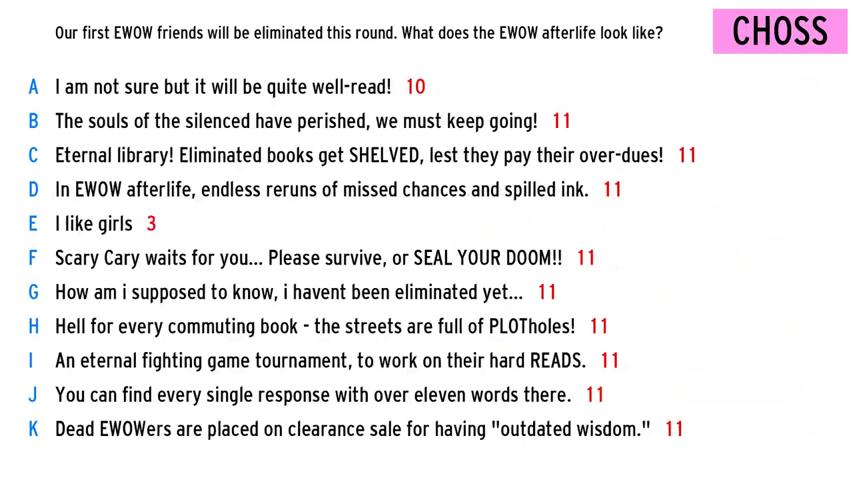 Our first EWOW friends will be eliminated this round. What does the EWOW afterlife look like?
CHOSS
A I am not sure but it will be quite well-read! 10
B The souls of the silenced have perished, we must keep going! 11
C Eternal library! Eliminated books get SHELVED, lest they pay their over-dues! 11
D In EWOW afterlife, endless reruns of missed chances and spilled ink. 11
E I like girls 3
F Scary Cary waits for you... Please survive, or SEAL YOUR DOOM!! 11
G How am i supposed to know, i havent been eliminated yet... 11
H Hell for every commuting book - the streets are full of PLOTholes! 11
I An eternal fighting game tournament, to work on their hard READS. 11
J You can find every single response with over eleven words there. 11
K Dead EWOWers are placed on clearance sale for having "outdated wisdom." 11